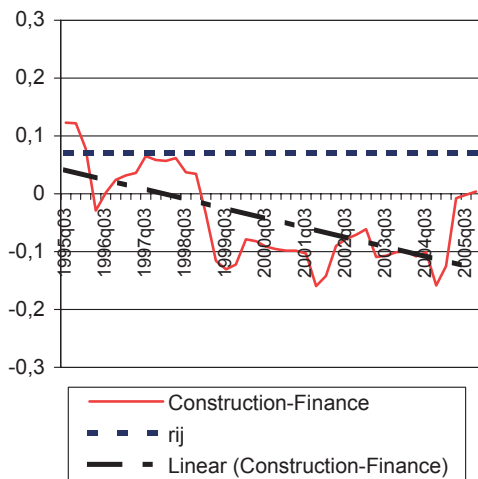 0,3
0,2
0,1
0
-0,1
-0,2
-0,3
1995q03
1996q03
1997q03
1998q03
1999q03
2000q03
2001q03
2002q03
2003q03
2004q03
2005q03
Construction-Finance
rij
Linear (Construction-Finance)